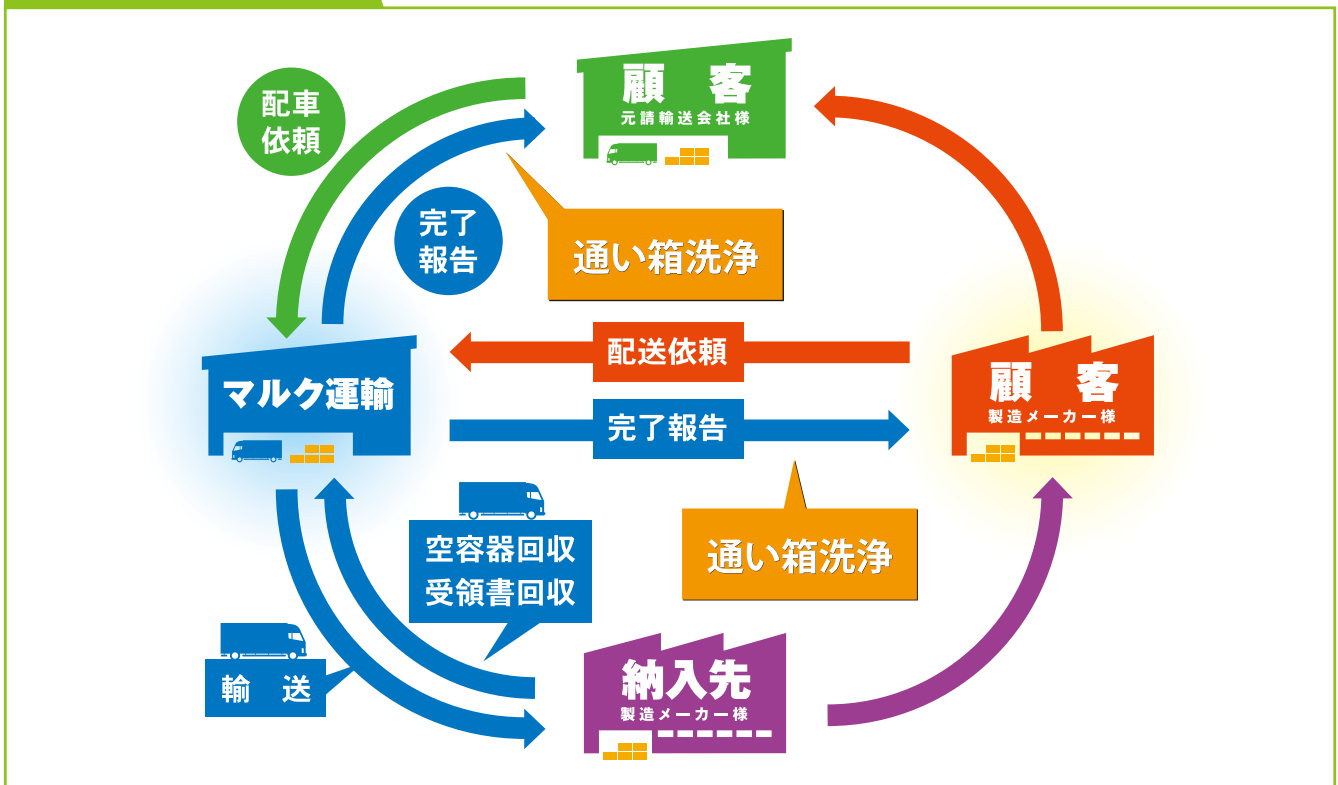 顧　客
元請輸送会社様
配車
依頼
完了
報告
通い箱洗浄
マルク運輸
配送依頼
完了報告
顧　客
製造メーカー様
通い箱洗浄
空容器回収
受領書回収
輸　送
納入先
製造メーカー様